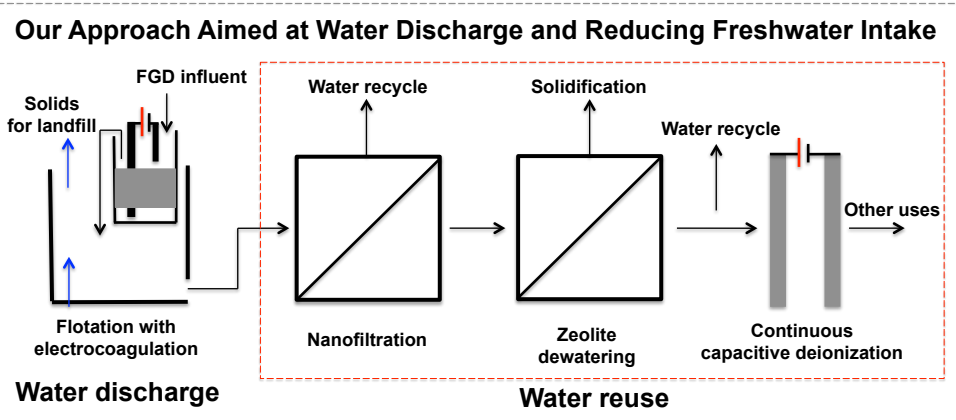 Our Approach Aimed at Water Discharge and Reducing Freshwater Intake
FGD influent
Solids
for landfill
Water recycle
Solidification
Water recycle
Other uses
Flotation with
electrocoagulation
Nanofiltration
Zeolite
dewatering
Continuous
capacitive deionization
Water discharge
Water reuse